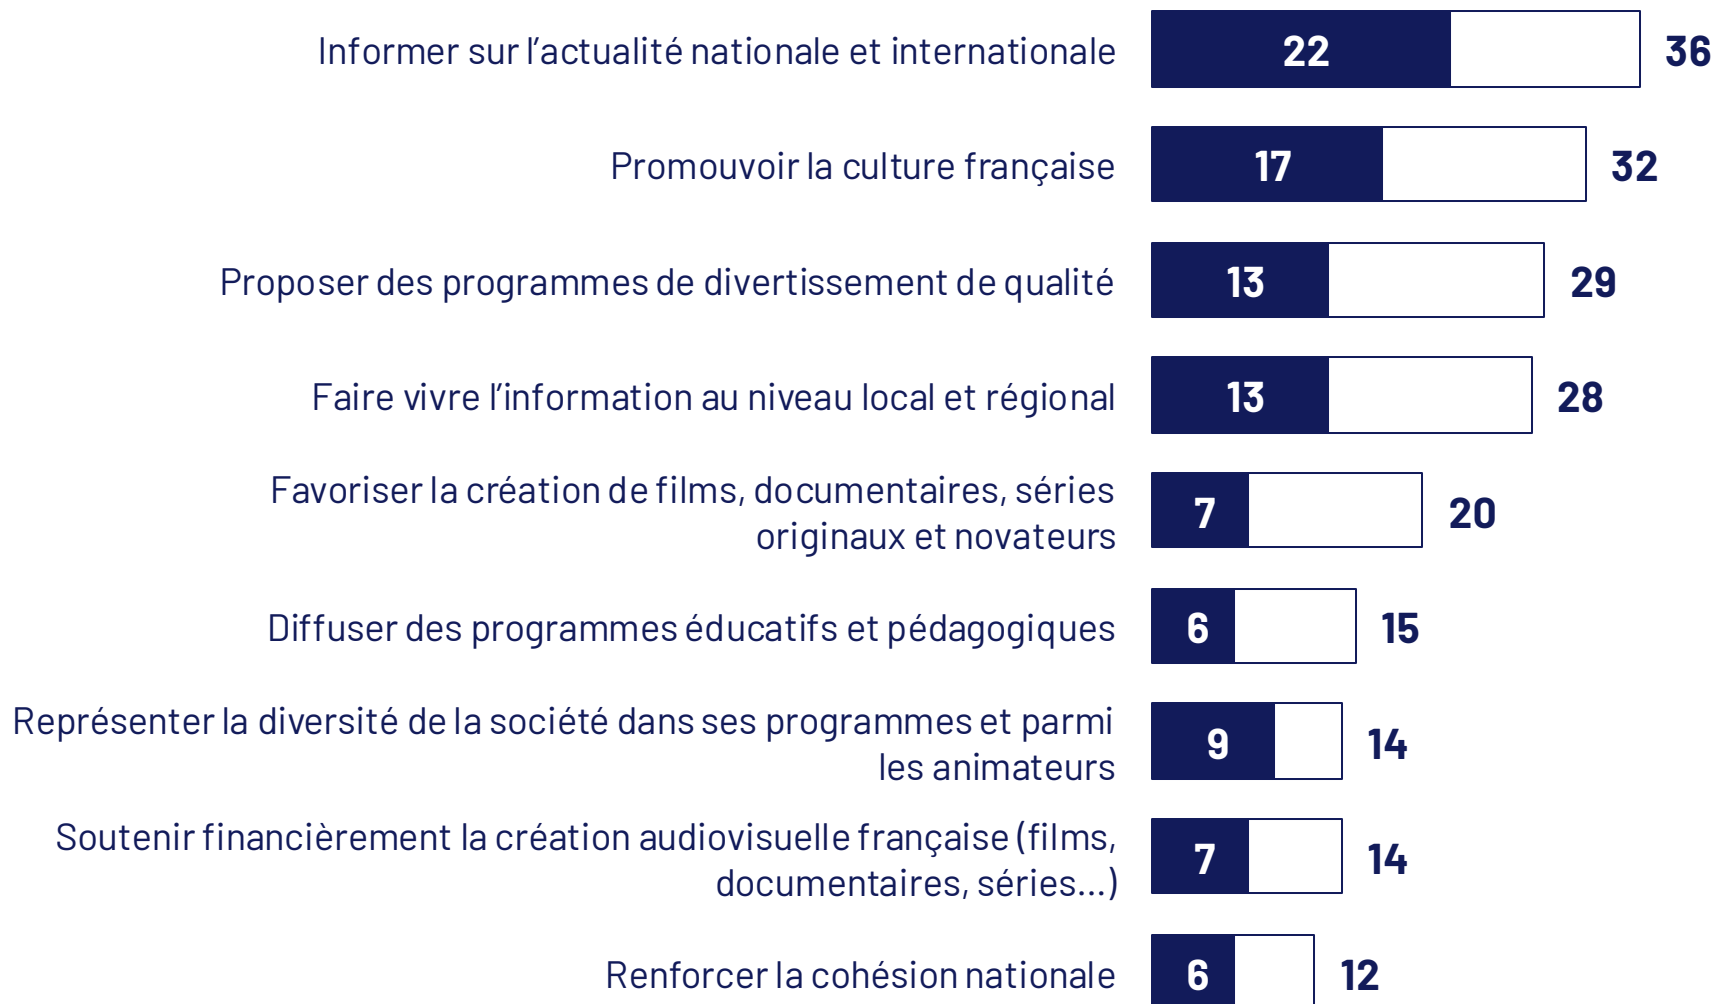 Informer sur l’actualité nationale et internationale 22 36
Promouvoir la culture française 17 32
Proposer des programmes de divertissement de qualité 13 29
Faire vivre l’information au niveau local et régional 13 28
Favoriser la création de films, documentaires, séries
originaux et novateurs 7 20
Diffuser des programmes éducatifs et pédagogiques 6 15
Représenter la diversité de la société dans ses programmes et parmi
les animateurs 9 14
Soutenir financièrement la création audiovisuelle française (films,
documentaires, séries…) 7 14
Renforcer la cohésion nationale 6 12